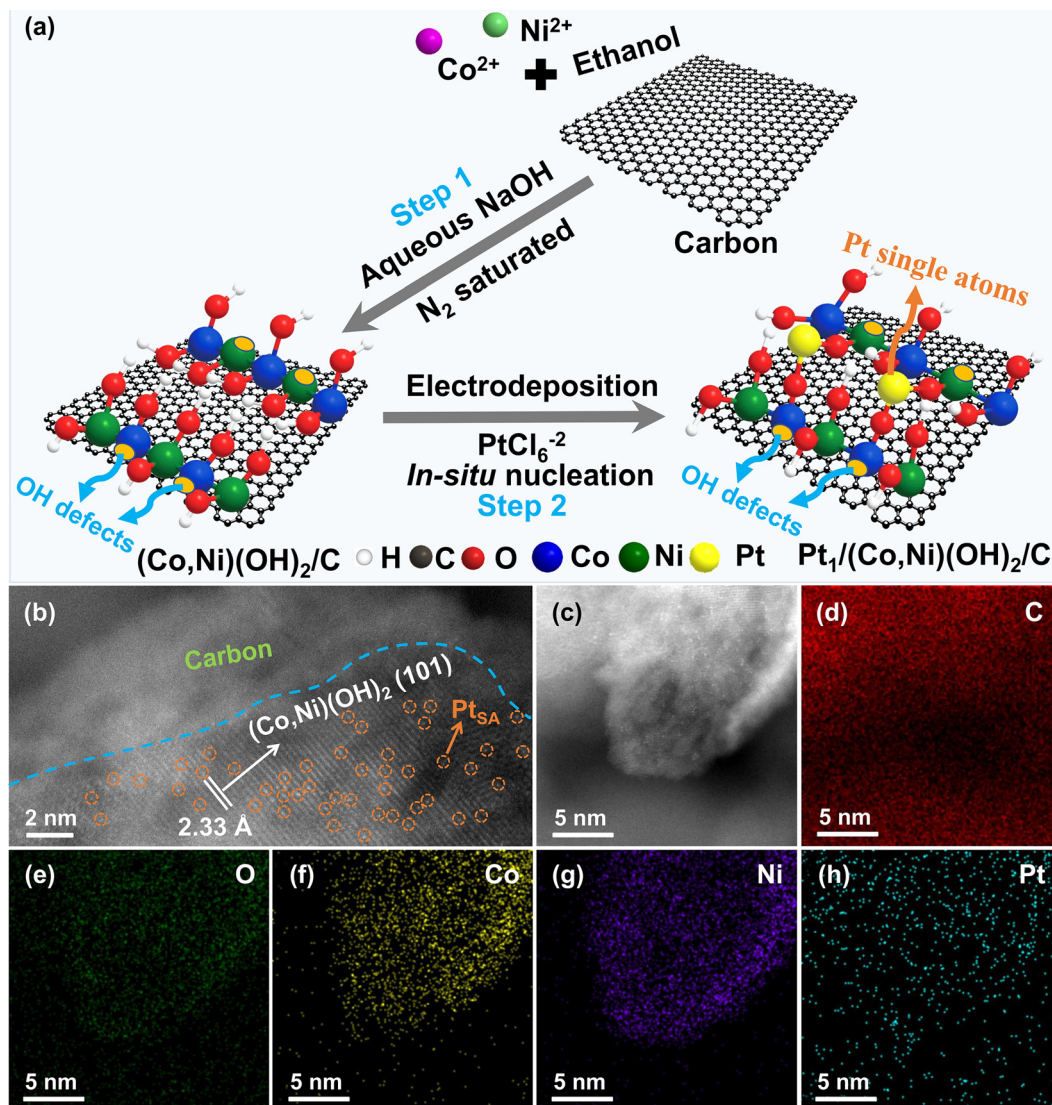 (a)
Ni²⁺
Co²⁺
Ethanol
Step 1
Aqueous NaOH
N₂ saturated
Carbon
Pt single atoms
Electrodeposition
PtCl₆⁻²
In-situ nucleation
Step 2
OH defects
OH defects
(Co,Ni)(OH)₂/C
H
C
O
Co
Ni
Pt
Pt₁/(Co,Ni)(OH)₂/C
(b)
Carbon
(Co,Ni)(OH)₂ (101)
Pt_SA
2.33 Å
2 nm
(c)
5 nm
(d)
C
5 nm
(e)
O
5 nm
(f)
Co
5 nm
(g)
Ni
5 nm
(h)
Pt
5 nm